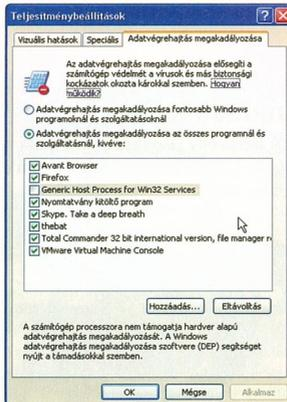 Teljesítménybeállítások
Vizuális hatások
Speciális
Adatvégrehajtás megakadályozása
Az adatvégrehajtás megakadályozása elősegíti a
számítógép védelmét a vírusok és más biztonsági
kockázatok okozta károkkal szemben. Hogyan
működik?
Adatvégrehajtás megakadályozása fontosabb Windows
programoknál és szolgáltatásoknál
Adatvégrehajtás megakadályozása az összes programnál és
szolgáltatásnál, kivéve:
Avant Browser
Firefox
Generic Host Process for Win32 Services
Nyomtatvány kitöltő program
Skype. Take a deep breath
thebat
Total Commander 32 bit international version, file manager r
VMware Virtual Machine Console
Hozzáadás...
Eltávolítás
A számítógép processzora nem támogatja hardver alapú
adatvégrehajtás megakadályozását. A Windows
adatvégrehajtás megakadályozása szoftvere (DEP) segítséget
nyújt a támadásokkal szemben.
OK
Mégse
Alkalmaz